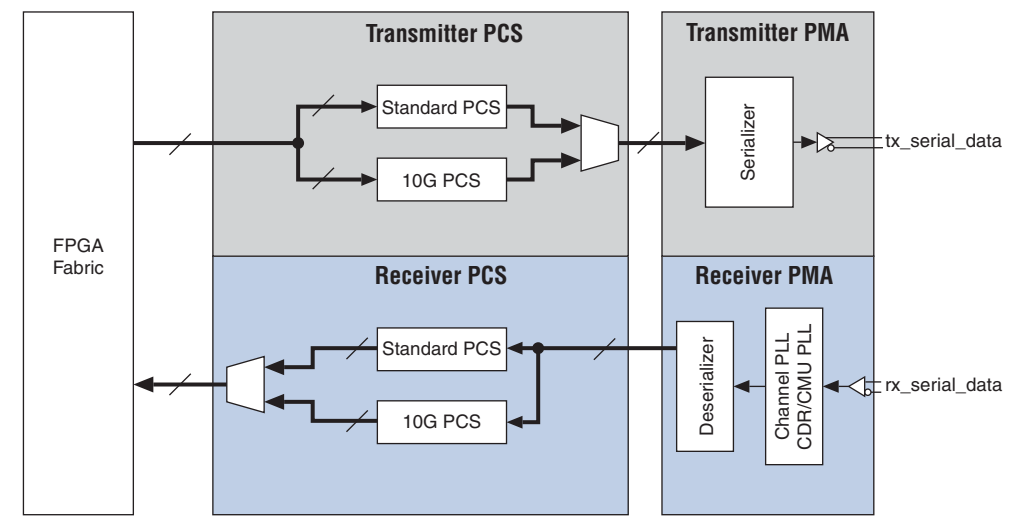 Transmitter PCS
Transmitter PMA
Standard PCS
10G PCS
Serializer
tx_serial_data
FPGA
Fabric
Receiver PCS
Receiver PMA
Standard PCS
10G PCS
Deserializer
Channel PLL
CDR/CMU PLL
rx_serial_data